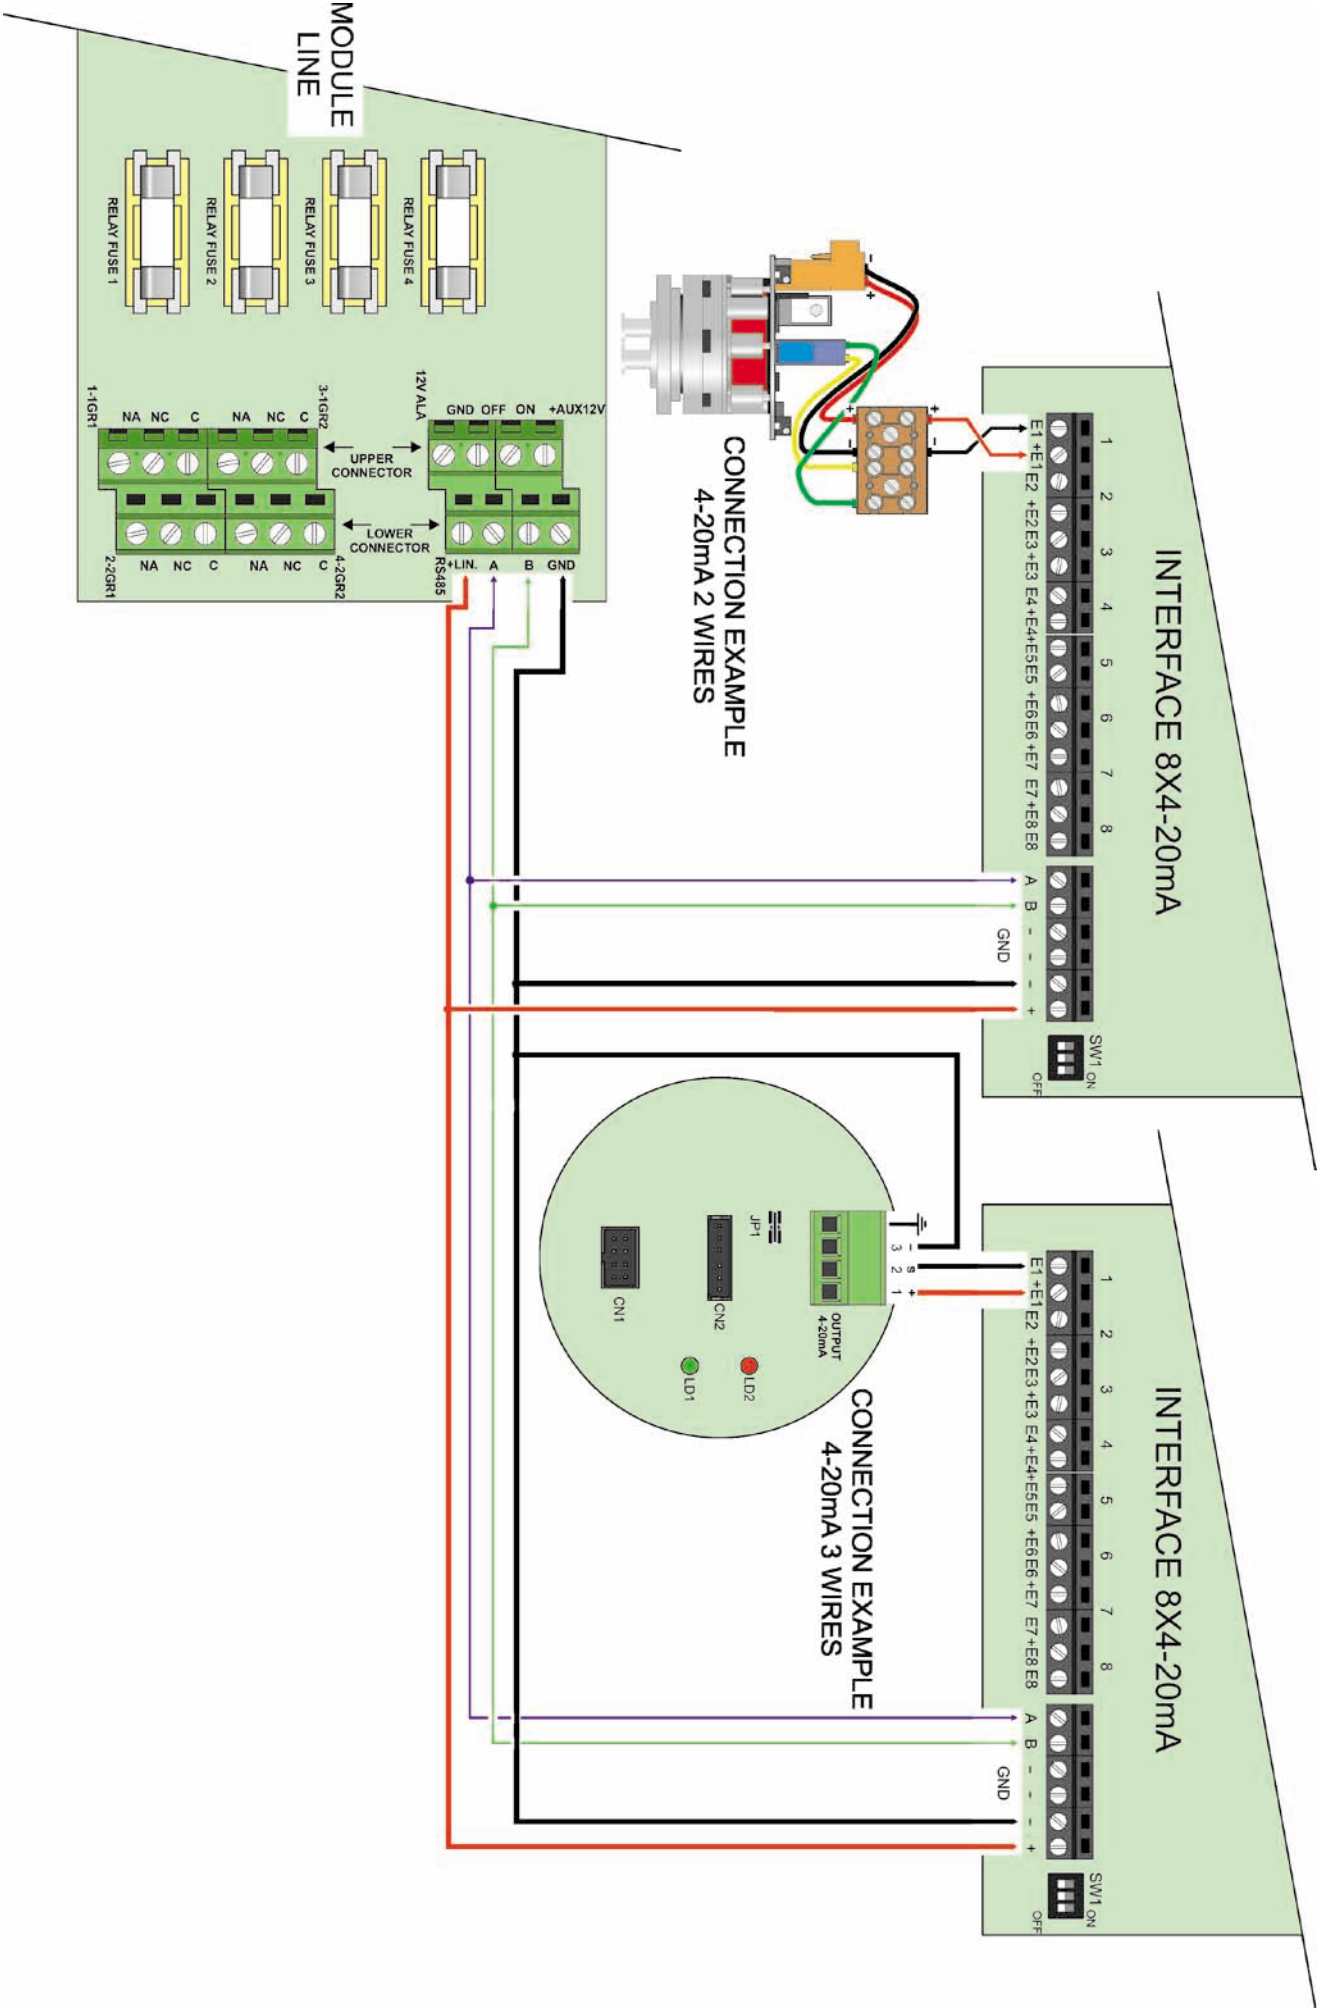 MODULE
LINE
RELAY FUSE 1
RELAY FUSE 2
RELAY FUSE 3
RELAY FUSE 4
1-1GR1
NA NC C
NA NC C
3-1GR2
UPPER
CONNECTOR
12V ALA
GND OFF ON +AUX12V
2-2GR1
NA NC C
NA NC C
4-2GR2
LOWER
CONNECTOR
RS485
+LIN. A B GND
- +
+ -
+ -
CONNECTION EXAMPLE
4-20mA 2 WIRES
INTERFACE 8X4-20mA
1 2 3 4 5 6 7 8
E1 +E1 E2 +E2 E3 +E3 E4 +E4 +E5 E5 +E6 E6 +E7 E7 +E8 E8
A B - - - +
GND
SW1
ON
OFF
CONNECTION EXAMPLE
4-20mA 3 WIRES
OUTPUT
4-20mA
3 2 1
- S +
JP1
CN1
CN2
LD1
LD2
INTERFACE 8X4-20mA
1 2 3 4 5 6 7 8
E1 +E1 E2 +E2 E3 +E3 E4 +E4 +E5 E5 +E6 E6 +E7 E7 +E8 E8
A B - - - +
GND
SW1
ON
OFF